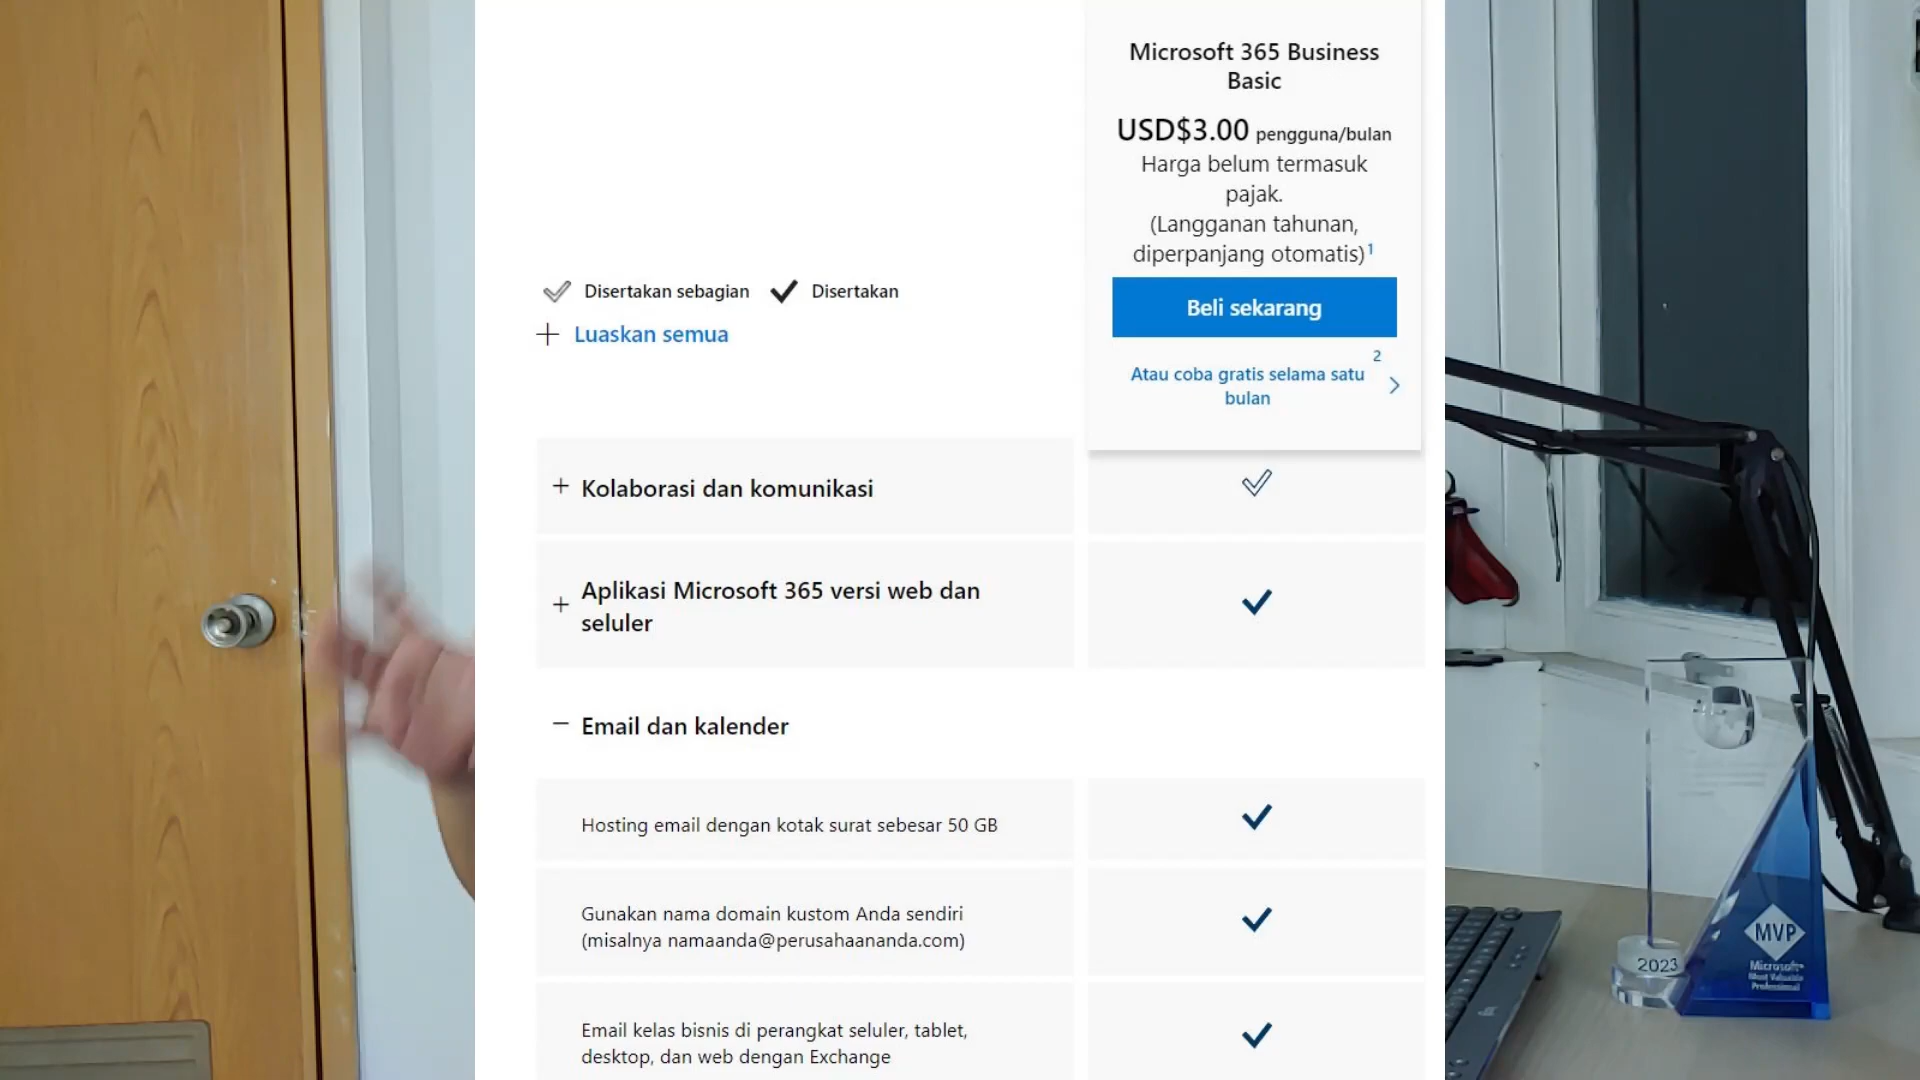 Microsoft 365 Business
Basic
USD$3.00 pengguna/bulan
Harga belum termasuk
pajak.
(Langganan tahunan,
diperpanjang otomatis)1
Disertakan sebagian
Disertakan
Beli sekarang
+ Luaskan semua
Atau coba gratis selama satu
bulan
2
+ Kolaborasi dan komunikasi
+ Aplikasi Microsoft 365 versi web dan
seluler
− Email dan kalender
Hosting email dengan kotak surat sebesar 50 GB
Gunakan nama domain kustom Anda sendiri
(misalnya namaanda@perusahaananda.com)
Email kelas bisnis di perangkat seluler, tablet,
desktop, dan web dengan Exchange
MVP
Microsoft®
Most Valuable
Professional
2023